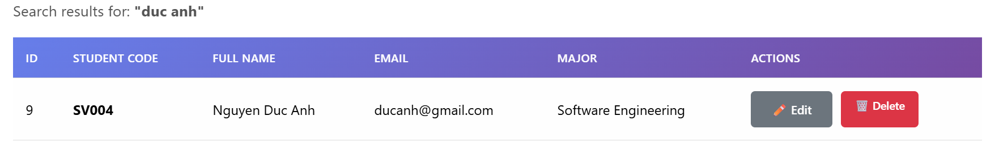 Search results for: "duc anh"
ID STUDENT CODE FULL NAME EMAIL MAJOR ACTIONS
9 SV004 Nguyen Duc Anh ducanh@gmail.com Software Engineering Edit Delete